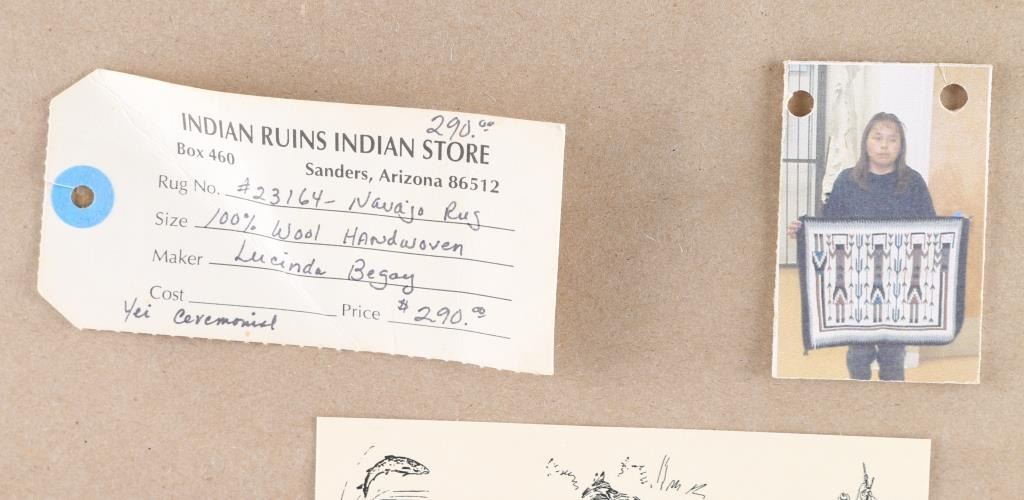 290.00
INDIAN RUINS INDIAN STORE
Box 460
Sanders, Arizona 86512
Rug No. #23164- Navajo Rug
Size 100% Wool HANDWOVEN
Maker Lucinda Begay
Cost Price $290.00
Yei Ceremonial